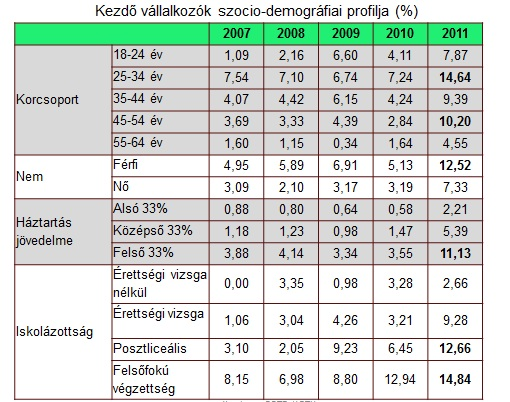 Kezdő vállalkozók szocio-demográfiai profilja (%)
2007 2008 2009 2010 2011
Korcsoport
18-24 év 1,09 2,16 6,60 4,11 7,87
25-34 év 7,54 7,10 6,74 7,24 14,64
35-44 év 4,07 4,42 6,15 4,24 9,39
45-54 év 3,69 3,33 4,39 2,84 10,20
55-64 év 1,60 1,15 0,34 1,64 4,55
Nem
Férfi 4,95 5,89 6,91 5,13 12,52
Nő 3,09 2,10 3,17 3,19 7,33
Háztartás
jövedelme
Alsó 33% 0,88 0,80 0,64 0,58 2,21
Középső 33% 1,18 1,23 0,98 1,47 5,39
Felső 33% 3,88 4,14 3,34 3,55 11,13
Iskolázottság
Érettségi vizsga
nélkül 0,00 3,35 0,98 3,28 2,66
Érettségi vizsga 1,06 3,04 4,26 3,21 9,28
Posztliceális 3,10 2,05 9,23 6,45 12,66
Felsőfokú
végzettség 8,15 6,98 8,80 12,94 14,84